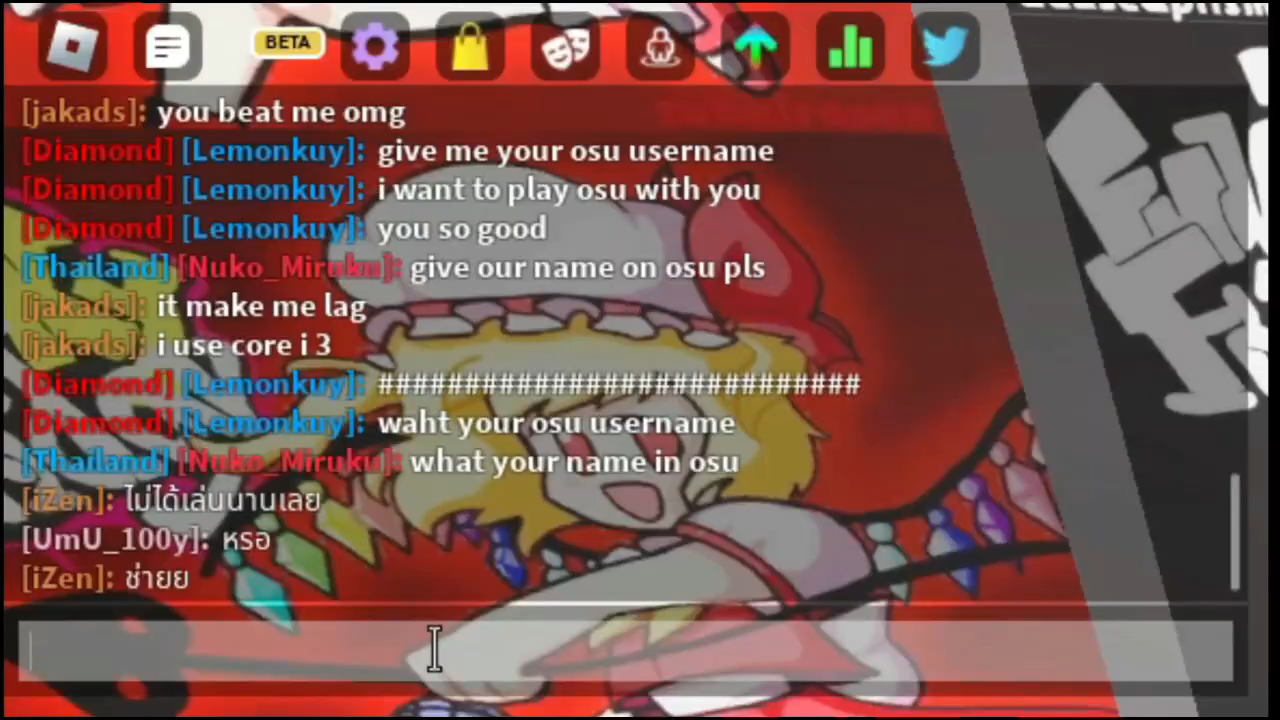 BETA
[jakads]: you beat me omg
[Diamond] [Lemonkuy]: give me your osu username
[Diamond] [Lemonkuy]: i want to play osu with you
[Diamond] [Lemonkuy]: you so good
[Thailand] [Nuko_Miruku]: give our name on osu pls
[jakads]: it make me lag
[jakads]: i use core i 3
[Diamond] [Lemonkuy]: ############################
[Diamond] [Lemonkuy]: waht your osu username
[Thailand] [Nuko_Miruku]: what your name in osu
[iZen]: ไม่ได้เล่นนานเลย
[UmU_100y]: หรอ
[iZen]: ช่ายย